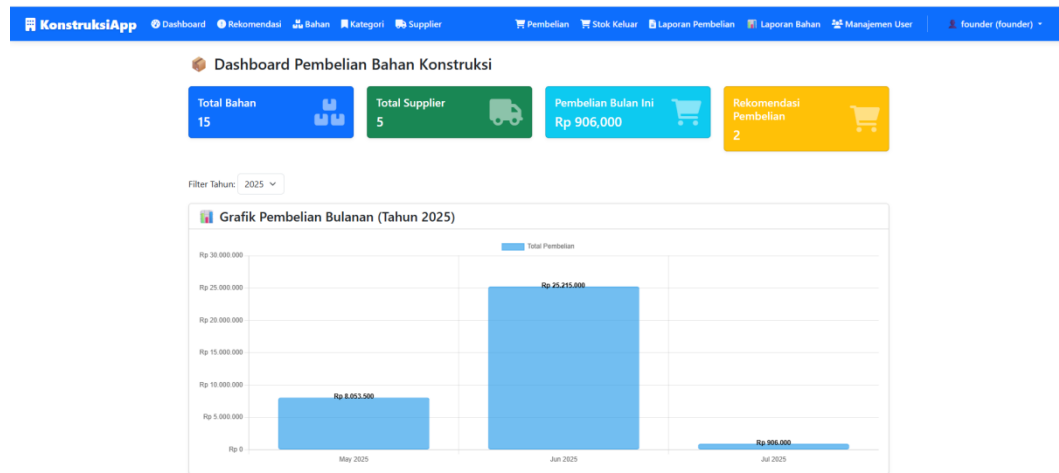 KonstruksiApp Dashboard Rekomendasi Bahan Kategori Supplier Pembelian Stok Keluar Laporan Pembelian Laporan Bahan Manajemen User founder (founder)
Dashboard Pembelian Bahan Konstruksi
Total Bahan
15
Total Supplier
5
Pembelian Bulan Ini
Rp 906,000
Rekomendasi
Pembelian
2
Filter Tahun: 2025
Grafik Pembelian Bulanan (Tahun 2025)
Total Pembelian
Rp 30.000.000
Rp 25.000.000
Rp 20.000.000
Rp 15.000.000
Rp 10.000.000
Rp 5.000.000
Rp 0
Rp 8.053.500
Rp 25.215.000
Rp 906.000
May 2025
Jun 2025
Jul 2025